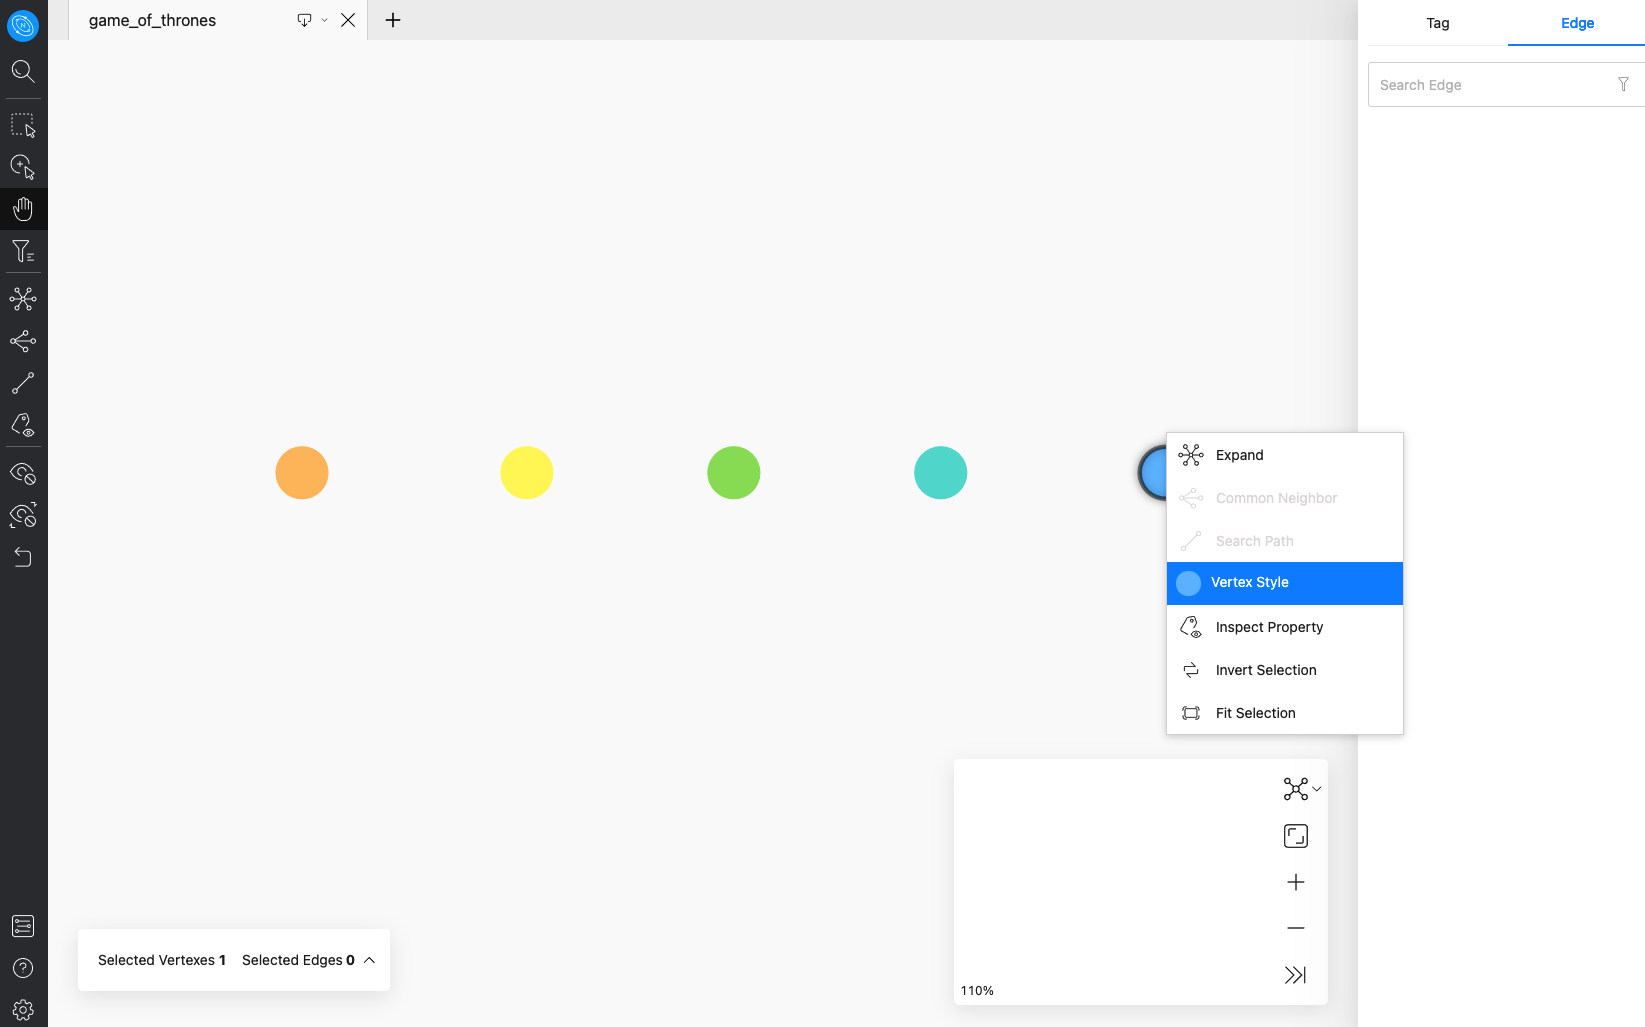 game_of_thrones
Tag
Edge
Search Edge
Expand
Common Neighbor
Search Path
Vertex Style
Inspect Property
Invert Selection
Fit Selection
110%
Selected Vertexes 1 Selected Edges 0